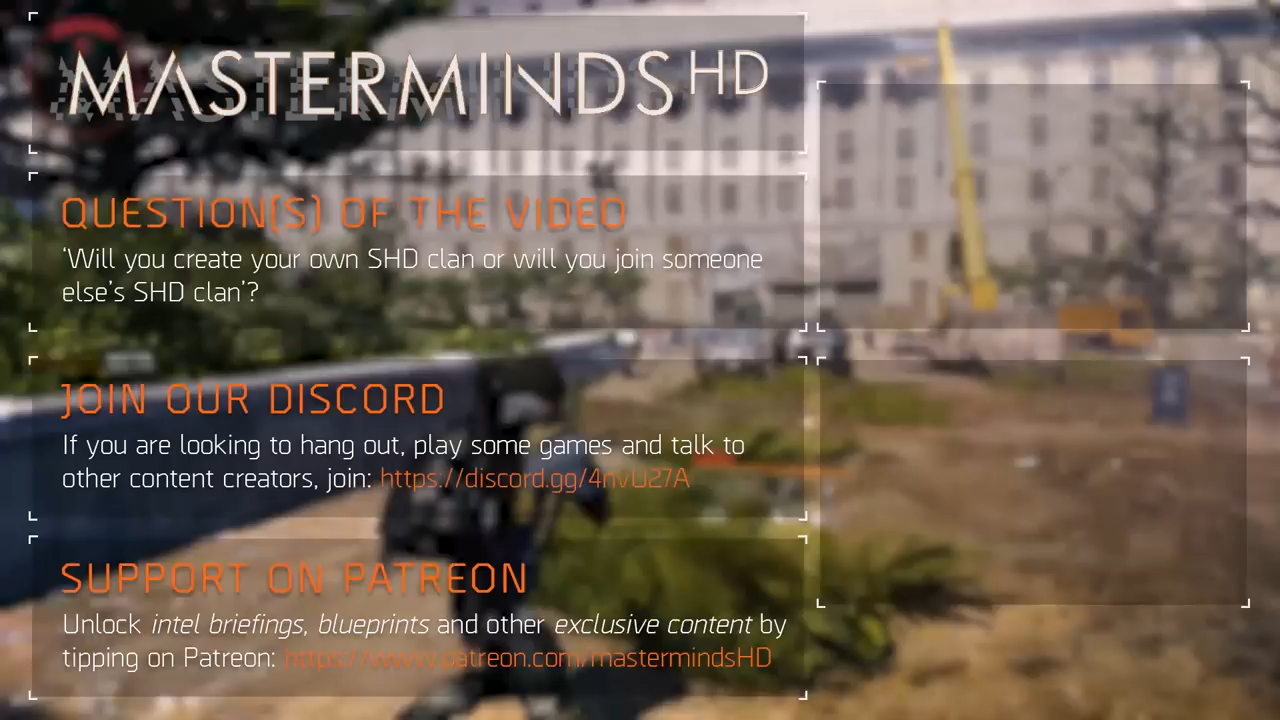 MASTERMINDS HD
QUESTION(S) OF THE VIDEO
'Will you create your own SHD clan or will you join someone
else's SHD clan'?
JOIN OUR DISCORD
If you are looking to hang out, play some games and talk to
other content creators, join: https://discord.gg/4nvU27A
SUPPORT ON PATREON
Unlock intel briefings, blueprints and other exclusive content by
tipping on Patreon: https://www.patreon.com/mastermindsHD